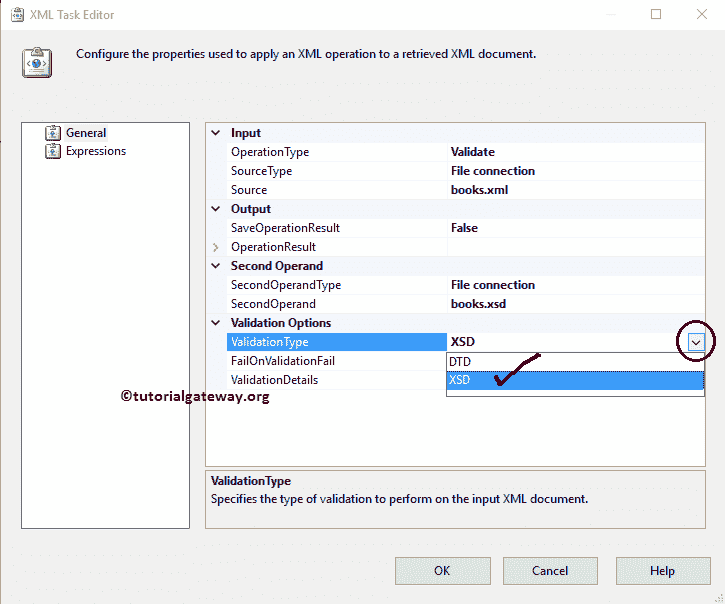 XML Task Editor
Configure the properties used to apply an XML operation to a retrieved XML document.
General
Expressions
Input
OperationType Validate
SourceType File connection
Source books.xml
Output
SaveOperationResult False
OperationResult
Second Operand
SecondOperandType File connection
SecondOperand books.xsd
Validation Options
ValidationType XSD
FailOnValidationFail DTD
ValidationDetails XSD
©tutorialgateway.org
ValidationType
Specifies the type of validation to perform on the input XML document.
OK Cancel Help